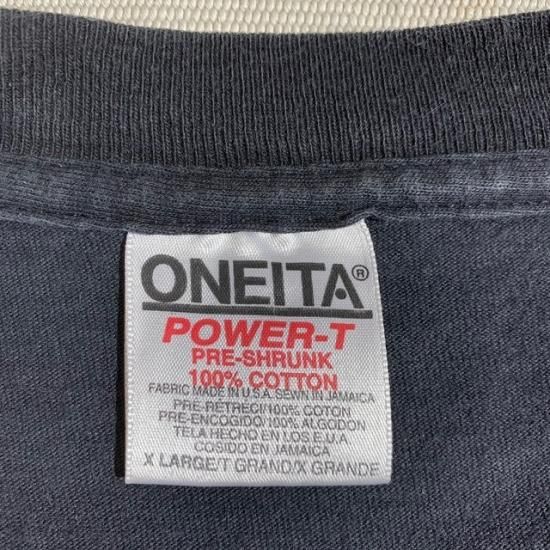 ONEITA®
POWER-T
PRE-SHRUNK
100% COTTON
FABRIC MADE IN U.S.A. SEWN IN JAMAICA
PRE-RETRECI/100% COTON
PRE-ENCOGIDO/100% ALGODON
TELA HECHO EN LOS E.U.A.
COSIDO EN JAMAICA
X LARGE/T GRAND/X GRANDE